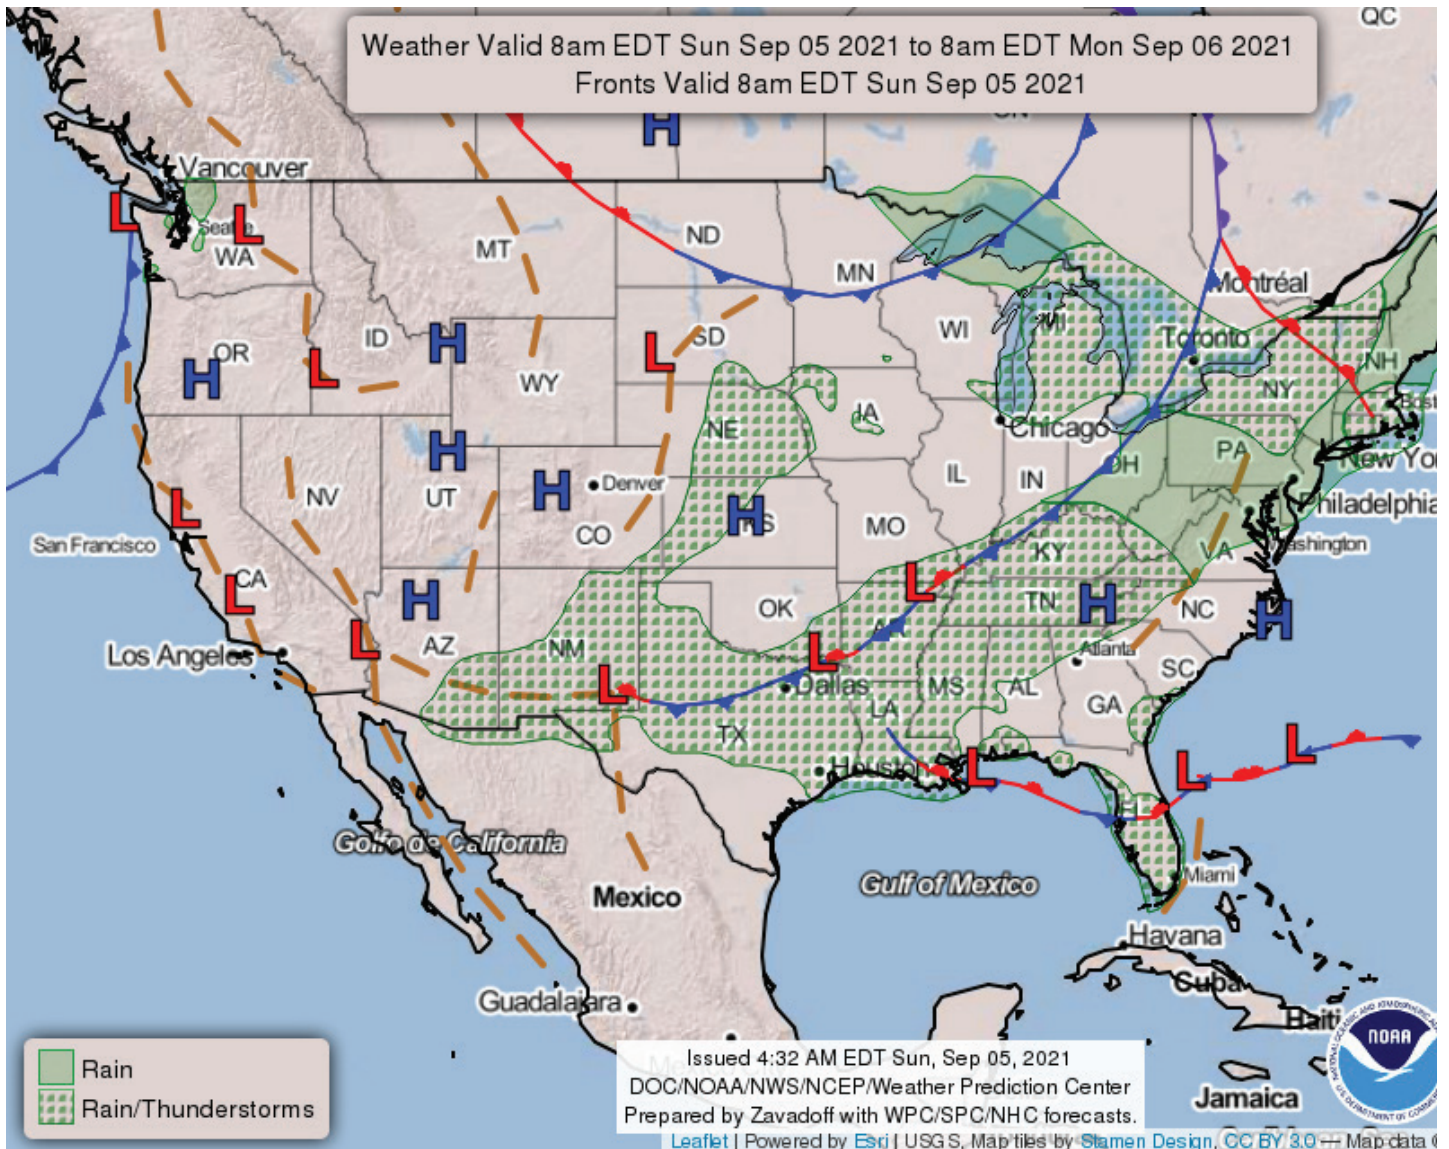 QC
Weather Valid 8am EDT Sun Sep 05 2021 to 8am EDT Mon Sep 06 2021
Fronts Valid 8am EDT Sun Sep 05 2021
H
Vancouver
L
L
Seattle
WA
MT
ND
MN
Montréal
OR
H
ID
H
L
WY
L
SD
WI
MI
Toronto
NY
NH
NE
IA
Chicago
PA
OH
New Yo
NV
H
UT
H
Denver
CO
H
KS
MO
IL
IN
Philadelphia
L
San Francisco
KY
VA
ashington
L
CA
H
AZ
NM
OK
L
AR
TN
H
NC
H
Los Angeles
L
L
L
Dallas
MS
AL
Atlanta
SC
GA
LA
TX
Houston
L
L
L
FL
Golfo de California
Mexico
Gulf of Mexico
Miami
Havana
Cuba
Haiti
Guadalajara
NOAA
Jamaica
Rain
Rain/Thunderstorms
Issued 4:32 AM EDT Sun, Sep 05, 2021
DOC/NOAA/NWS/NCEP/Weather Prediction Center
Prepared by Zavadoff with WPC/SPC/NHC forecasts.
Leaflet | Powered by Esri | USGS, Map tiles by Stamen Design, CC BY 3.0 — Map data ©